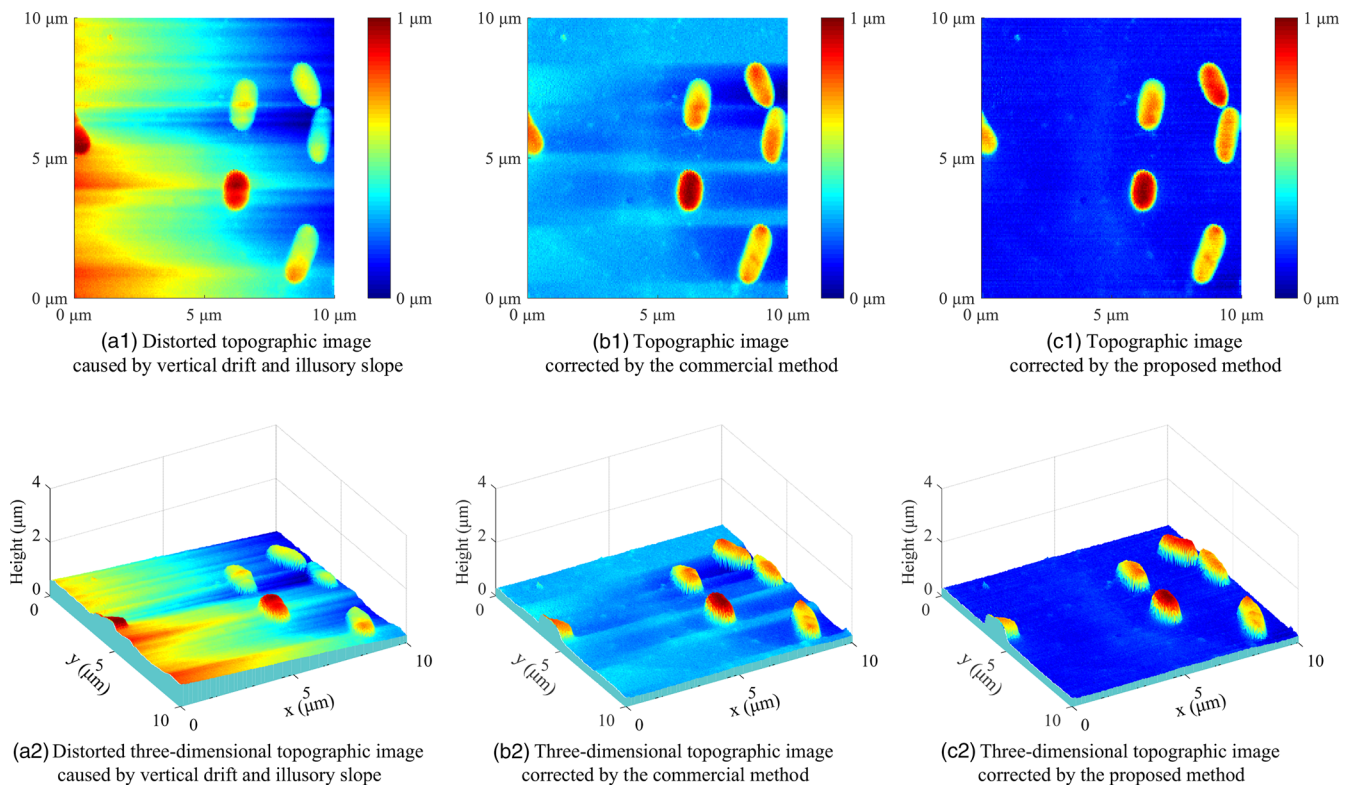 10 μm
1 μm
5 μm
0 μm
0 μm
0 μm
5 μm
10 μm
(a1) Distorted topographic image
caused by vertical drift and illusory slope
10 μm
1 μm
5 μm
0 μm
0 μm
0 μm
5 μm
10 μm
(b1) Topographic image
corrected by the commercial method
10 μm
1 μm
5 μm
0 μm
0 μm
0 μm
5 μm
10 μm
(c1) Topographic image
corrected by the proposed method
4
2
0
Height (μm)
0
5
10
y (μm)
0
5
10
x (μm)
(a2) Distorted three-dimensional topographic image
caused by vertical drift and illusory slope
4
2
0
Height (μm)
0
5
10
y (μm)
0
5
10
x (μm)
(b2) Three-dimensional topographic image
corrected by the commercial method
4
2
0
Height (μm)
0
5
10
y (μm)
0
5
10
x (μm)
(c2) Three-dimensional topographic image
corrected by the proposed method